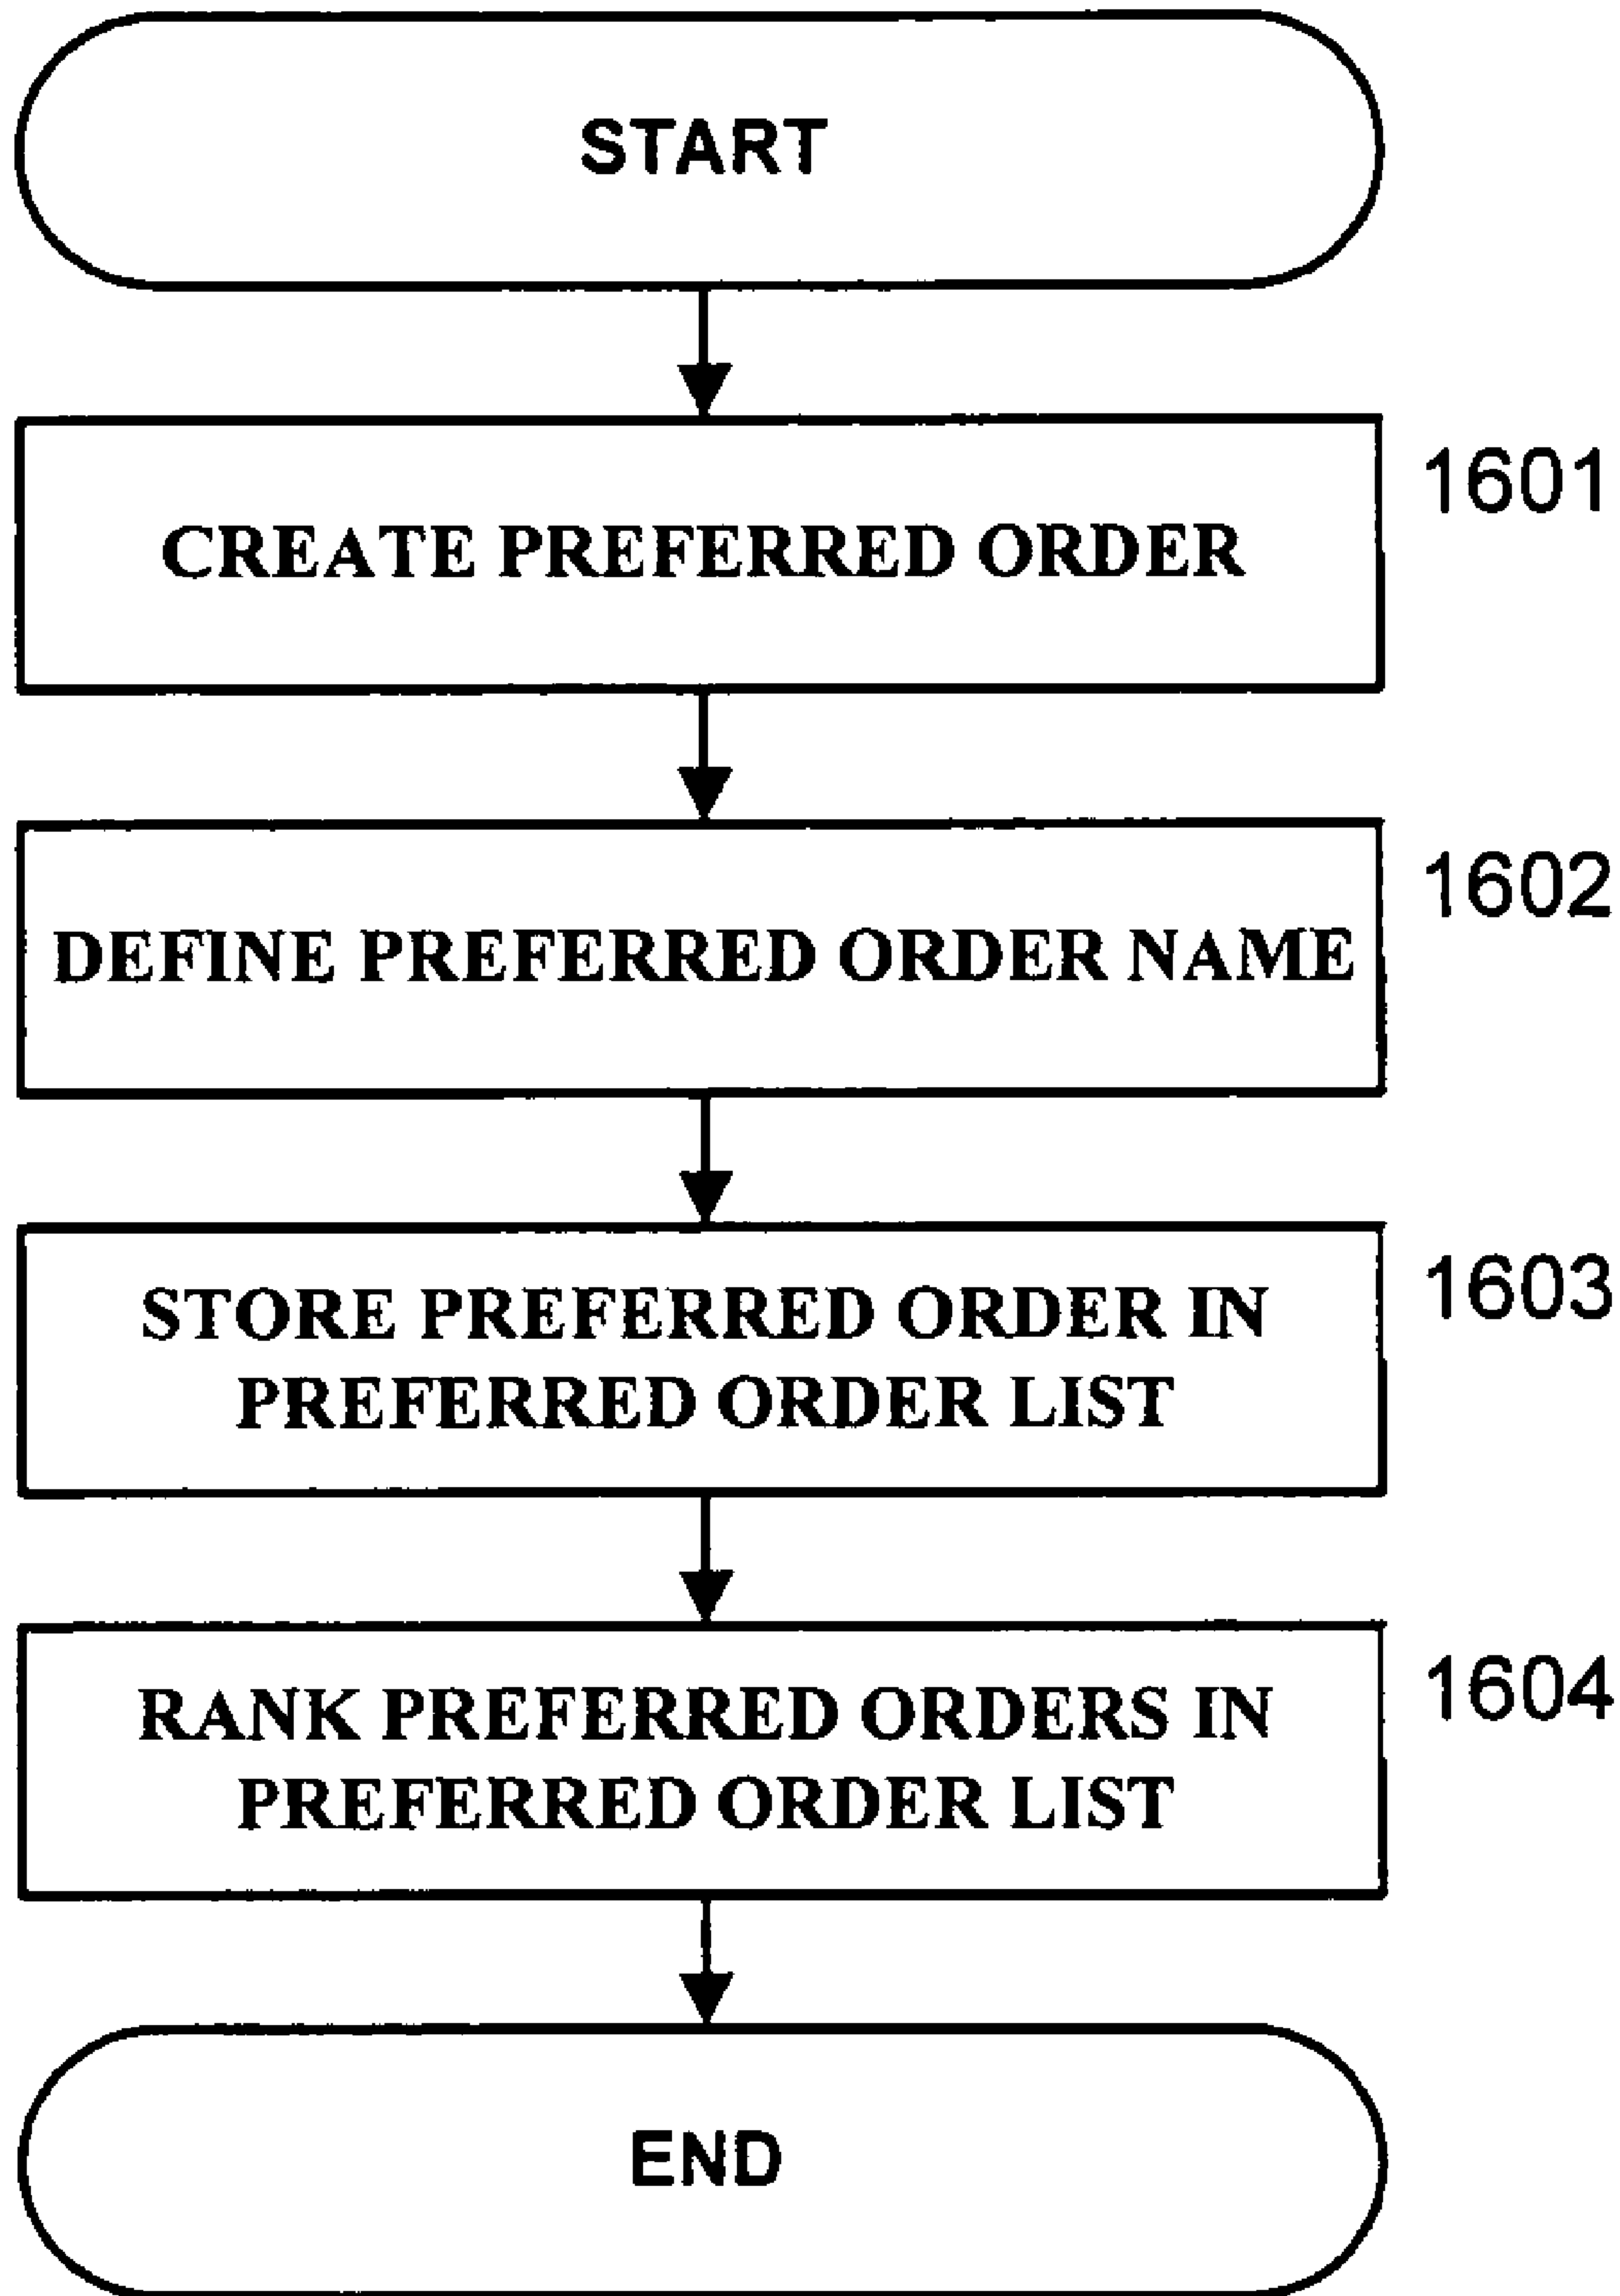 START
1601
CREATE PREFERRED ORDER
1602
DEFINE PREFERRED ORDER NAME
1603
STORE PREFERRED ORDER IN
PREFERRED ORDER LIST
1604
RANK PREFERRED ORDERS IN
PREFERRED ORDER LIST
END